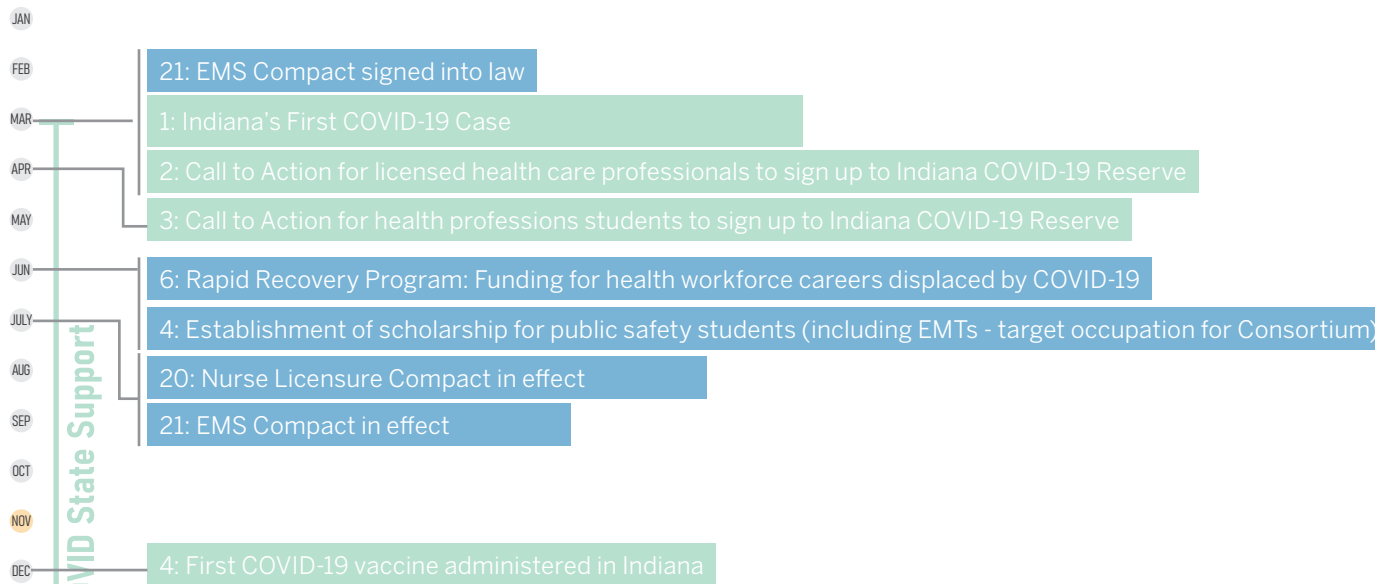 JAN
FEB
21: EMS Compact signed into law
MAR
1: Indiana's First COVID-19 Case
APR
2: Call to Action for licensed health care professionals to sign up to Indiana COVID-19 Reserve
MAY
3: Call to Action for health professions students to sign up to Indiana COVID-19 Reserve
JUN
6: Rapid Recovery Program: Funding for health workforce careers displaced by COVID-19
JULY
4: Establishment of scholarship for public safety students (including EMTs - target occupation for Consortium)
AUG
20: Nurse Licensure Compact in effect
SEP
21: EMS Compact in effect
OCT
NOV
DEC
4: First COVID-19 vaccine administered in Indiana
VID State Support